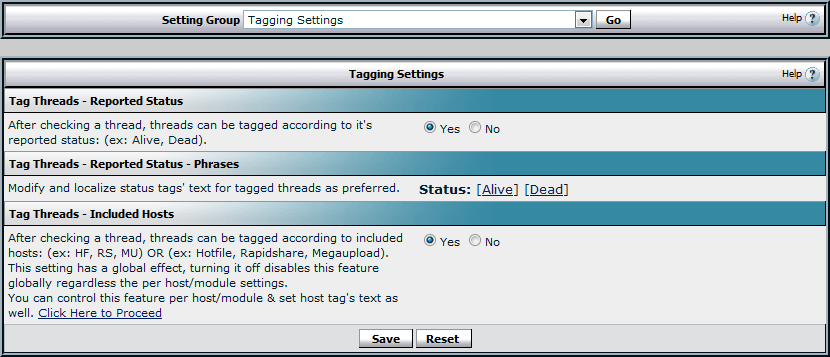 Setting Group Tagging Settings Go Help ?
Tagging Settings Help ?
Tag Threads - Reported Status
After checking a thread, threads can be tagged according to it's
reported status: (ex: Alive, Dead).
Yes No
Tag Threads - Reported Status - Phrases
Modify and localize status tags' text for tagged threads as preferred.
Status: [Alive] [Dead]
Tag Threads - Included Hosts
After checking a thread, threads can be tagged according to included
hosts: (ex: HF, RS, MU) OR (ex: Hotfile, Rapidshare, Megaupload).
This setting has a global effect, turning it off disables this feature
globally regardless the per host/module settings.
You can control this feature per host/module & set host tag's text as
well. Click Here to Proceed
Yes No
Save Reset